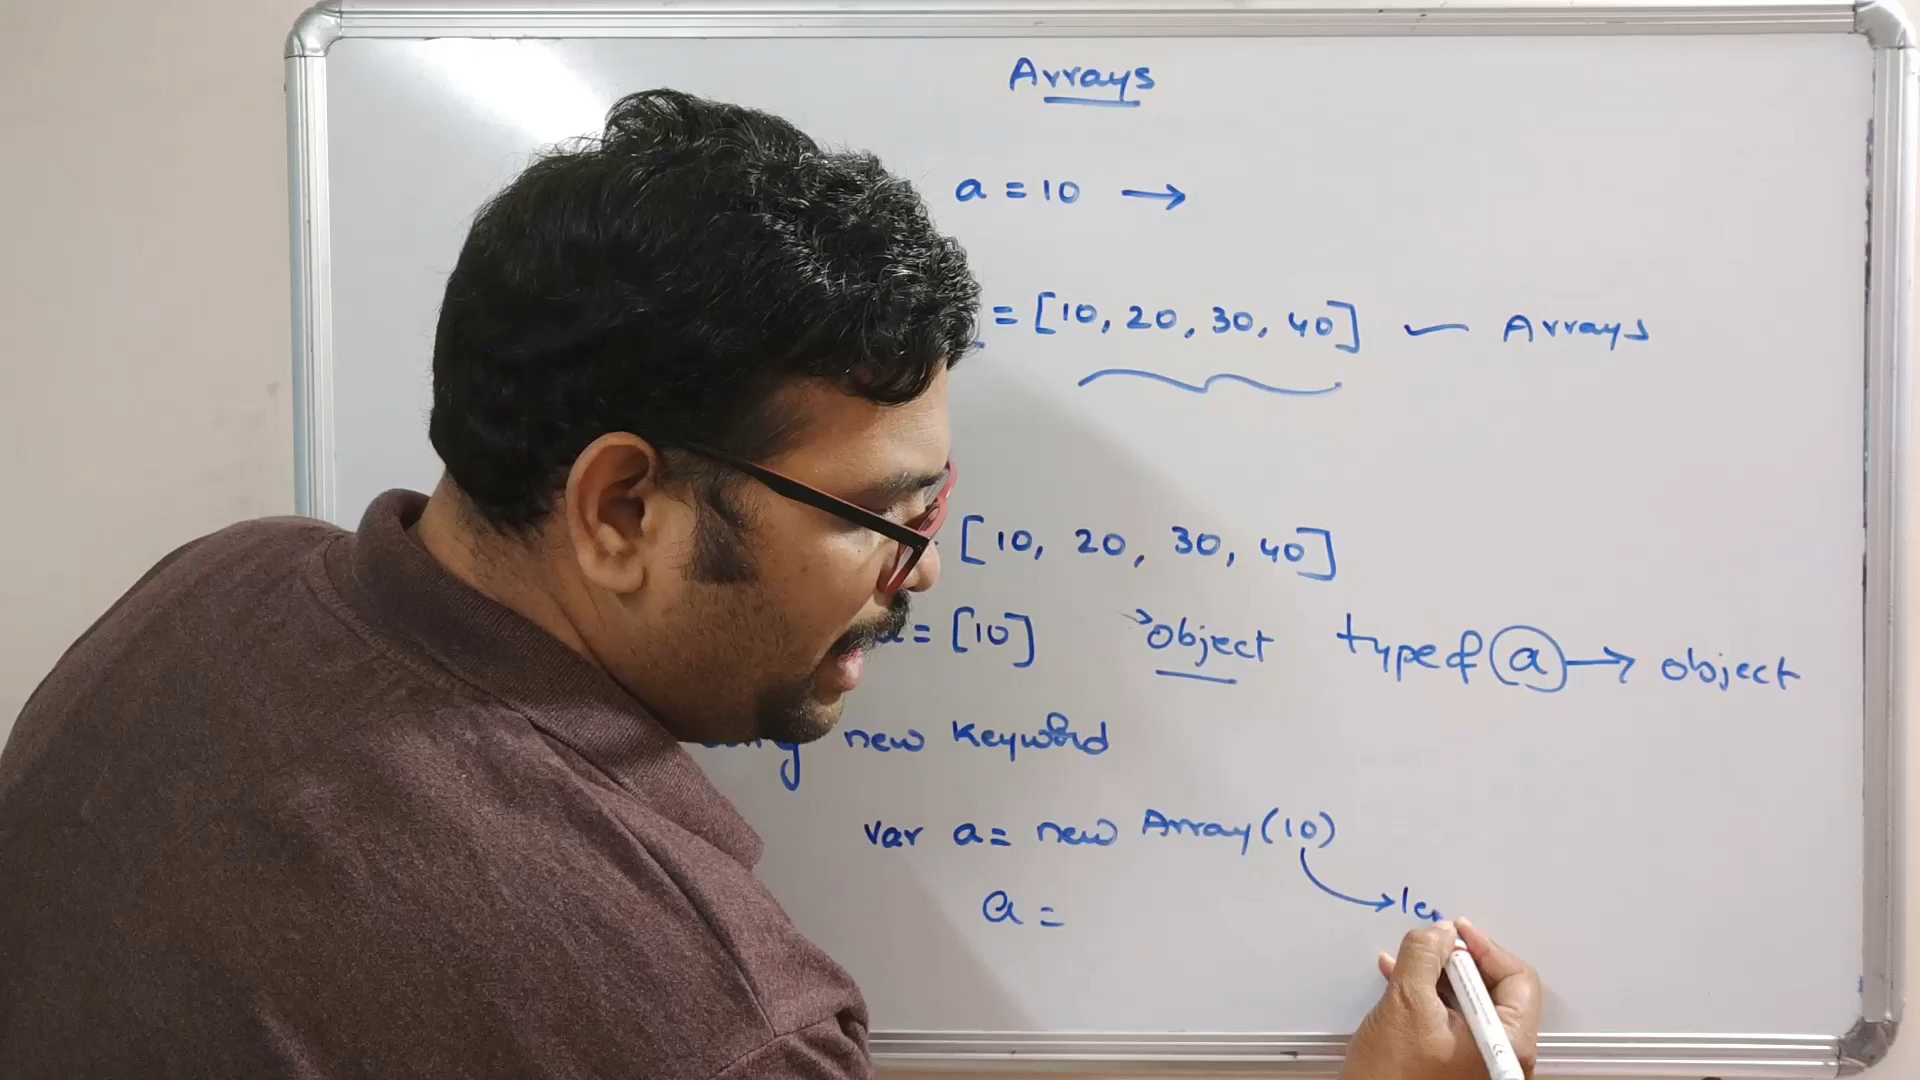 Arrays
a = 10 →
= [10, 20, 30, 40] — Arrays
[10, 20, 30, 40]
a = [10] → object typeof a → object
new Keyword
var a = new Array(10)
a = →